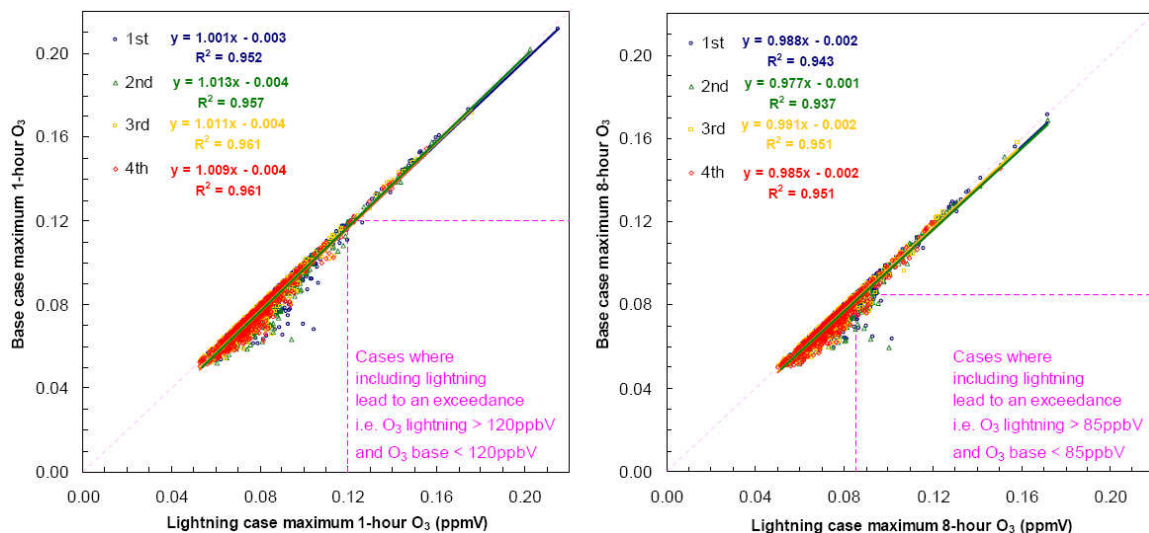 0.20
0.16
0.12
0.08
0.04
0.00
Base case maximum 1-hour O₃
1st y = 1.001x - 0.003
R² = 0.952
2nd y = 1.013x - 0.004
R² = 0.957
3rd y = 1.011x - 0.004
R² = 0.961
4th y = 1.009x - 0.004
R² = 0.961
Cases where
including lightning
lead to an exceedance
i.e. O₃ lightning > 120ppbV
and O₃ base < 120ppbV
0.00 0.04 0.08 0.12 0.16 0.20
Lightning case maximum 1-hour O₃ (ppmV)
0.20
0.16
0.12
0.08
0.04
0.00
Base case maximum 8-hour O₃
1st y = 0.988x - 0.002
R² = 0.943
2nd y = 0.977x - 0.001
R² = 0.937
3rd y = 0.991x - 0.002
R² = 0.951
4th y = 0.985x - 0.002
R² = 0.951
Cases where
including lightning
lead to an exceedance
i.e. O₃ lightning > 85ppbV
and O₃ base < 85ppbV
0.00 0.04 0.08 0.12 0.16 0.20
Lightning case maximum 8-hour O₃ (ppmV)